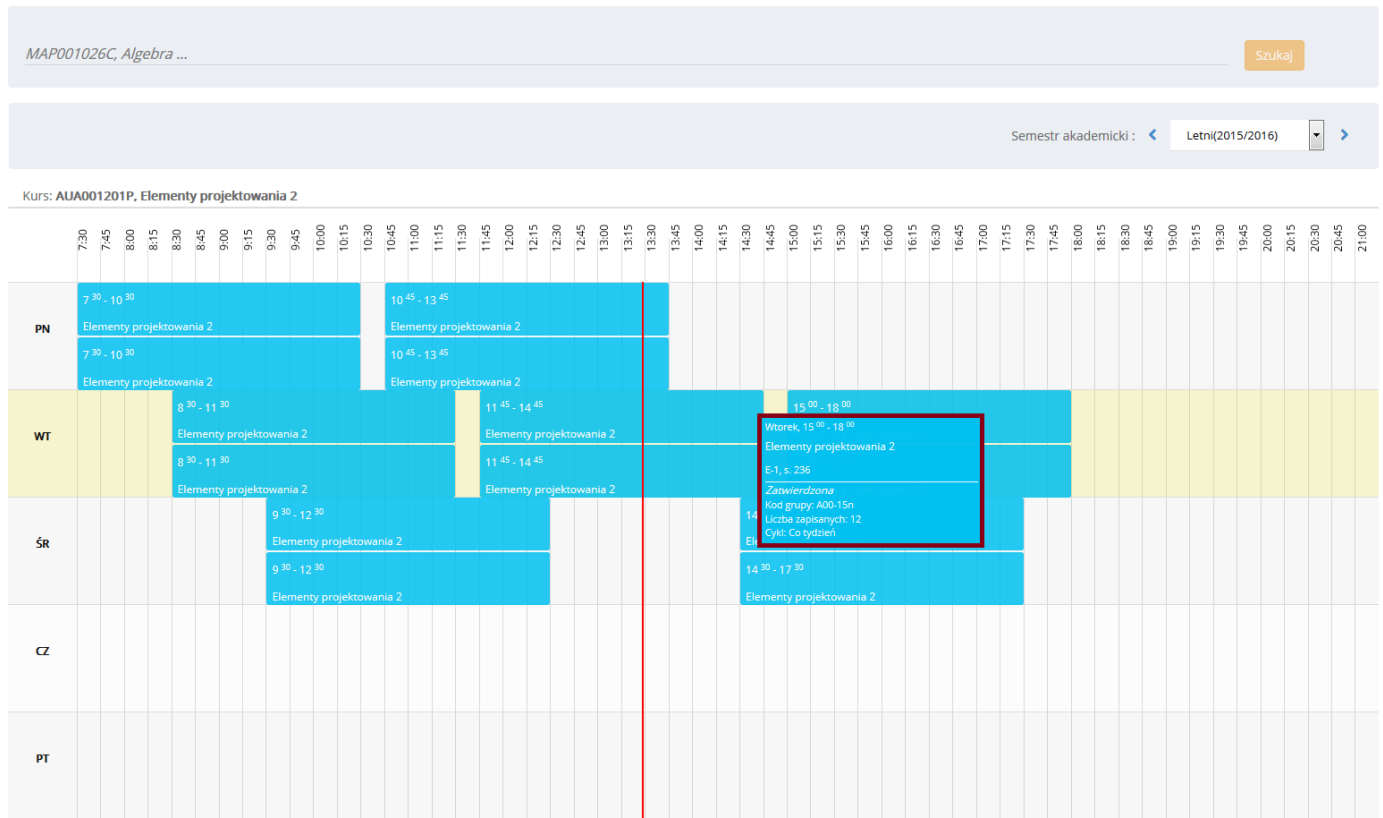 MAP001026C, Algebra ...
Szukaj
Semestr akademicki :
Letni(2015/2016)
Kurs: AUA001201P, Elementy projektowania 2
7:30 7:45 8:00 8:15 8:30 8:45 9:00 9:15 9:30 9:45 10:00 10:15 10:30 10:45 11:00 11:15 11:30 11:45 12:00 12:15 12:30 12:45 13:00 13:15 13:30 13:45 14:00 14:15 14:30 14:45 15:00 15:15 15:30 15:45 16:00 16:15 16:30 16:45 17:00 17:15 17:30 17:45 18:00 18:15 18:30 18:45 19:00 19:15 19:30 19:45 20:00 20:15 20:30 20:45 21:00
PN
7 30 - 10 30
Elementy projektowania 2
7 30 - 10 30
Elementy projektowania 2
10 45 - 13 45
Elementy projektowania 2
10 45 - 13 45
Elementy projektowania 2
WT
8 30 - 11 30
Elementy projektowania 2
8 30 - 11 30
Elementy projektowania 2
11 45 - 14 45
Elementy projektowania 2
11 45 - 14 45
Elementy projektowania 2
15 00 - 18 00
Wtorek, 15 00 - 18 00
Elementy projektowania 2
E-1, s. 236
Zatwierdzona
Kod grupy: A00-15n
Liczba zapisanych: 12
Cykl: Co tydzień
ŚR
9 30 - 12 30
Elementy projektowania 2
9 30 - 12 30
Elementy projektowania 2
14
El
14 30 - 17 30
Elementy projektowania 2
CZ
PT